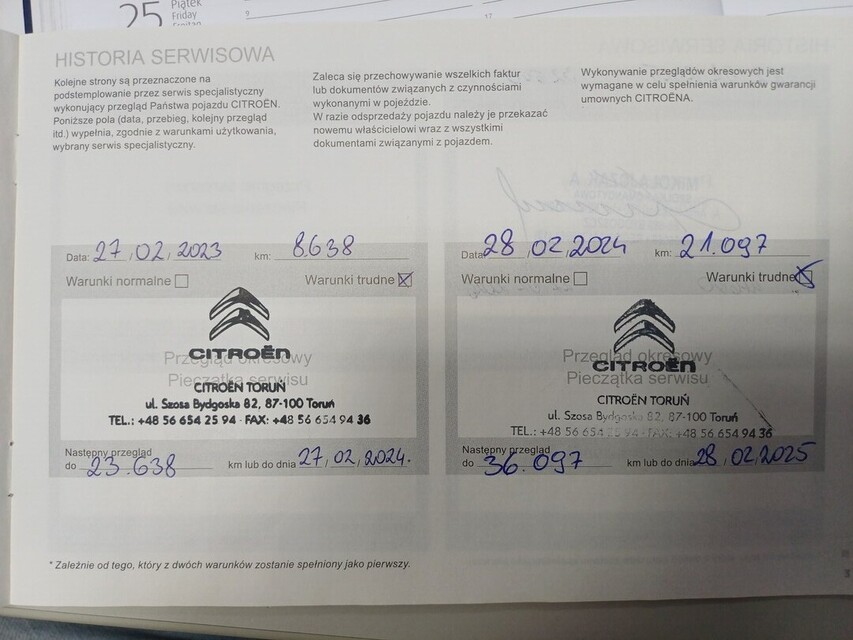 25
Piątek
Friday
9
17
HISTORIA SERWISOWA
Kolejne strony są przeznaczone na
podstemplowanie przez serwis specjalistyczny
wykonujący przegląd Państwa pojazdu CITROËN.
Poniższe pola (data, przebieg, kolejny przegląd
itd.) wypełnia, zgodnie z warunkami użytkowania,
wybrany serwis specjalistyczny.
Zaleca się przechowywanie wszelkich faktur
lub dokumentów związanych z czynnościami
wykonanymi w pojeździe.
W razie odsprzedaży pojazdu należy je przekazać
nowemu właścicielowi wraz z wszystkimi
dokumentami związanymi z pojazdem.
Wykonywanie przeglądów okresowych jest
wymagane w celu spełnienia warunków gwarancji
umownych CITROËNA.
Data: 27/02/2023 km: 8.638
Warunki normalne Warunki trudne
CITROËN
Przegląd okresowy
Pieczątka serwisu
CITROËN TORUŃ
ul. Szosa Bydgoska 82, 87-100 Toruń
TEL.: +48 56 654 25 94 - FAX: +48 56 654 94 36
Następny przegląd
do 23.638 km lub do dnia 27/02/2024.
Data: 28/02/2024 km: 21.097
Warunki normalne Warunki trudne
CITROËN
Przegląd okresowy
Pieczątka serwisu
CITROËN TORUŃ
ul. Szosa Bydgoska 82, 87-100 Toruń
TEL.: +48 56 654 25 94 - FAX: +48 56 654 94 36
Następny przegląd
do 36.097 km lub do dnia 28/02/2025
* Zależnie od tego, który z dwóch warunków zostanie spełniony jako pierwszy.